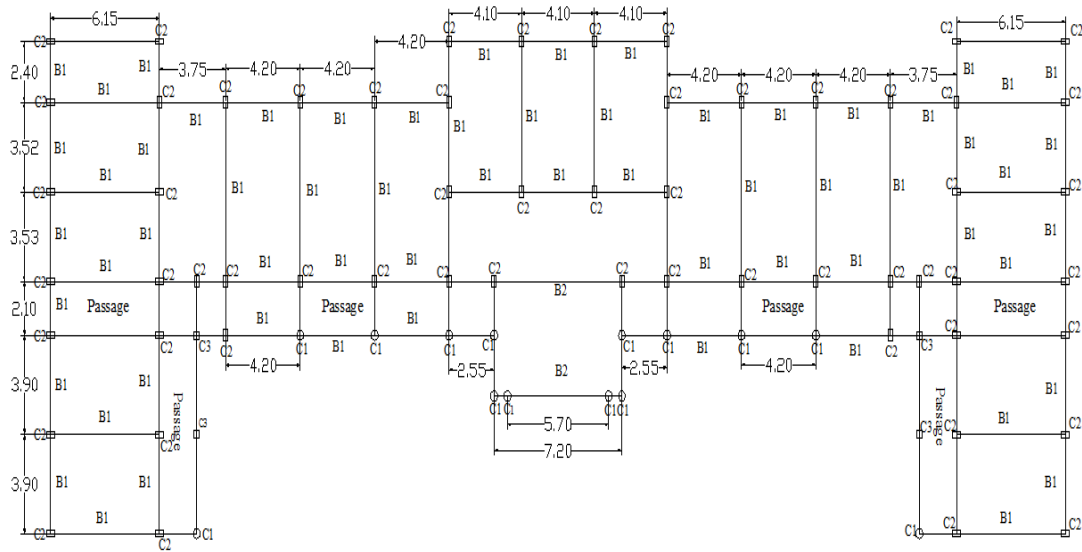 6.15 4.10 4.10 4.10 6.15
C2 C2 4.20 C2 C2 C2 C2 C2 C2
B1 B1 B1 B1 B1
2.40 B1 B1 3.75 4.20 4.20 4.20 4.20 4.20 3.75
B1 B1
C2 C2 C2 C2 C2 C2 C2 C2 C2 C2 C2 C2
B1 B1 B1 B1 B1 B1 B1 B1 B1 B1 B1
3.52 B1 B1 B1 B1
B1 B1 B1 B1 B1 B1 B1 B1 B1 B1 B1 B1
C2 C2 C2 C2 C2 C2 C2 C2
3.53 B1 B1 B1 B1
B1 B1 B1 B1 B1 B1 B1 B1
C2 C2 C2 C2 C2 C2 C2 C2 C2 C2 C2 C2 C2 C2 C2 C2
B2
2.10 B1 Passage Passage Passage Passage
B1 B1
C2 C2 C3 C2 C1 B1 C1 C1 C1 C1 C1 B1 C1 B1 C2 C3 C2 C2
4.20 2.55 B2 2.55 4.20
3.90 B1 B1 B1
Passage Passage
C1 C1 C1 C1
5.70
B1 B1
C2 C2 C3 C3 C2 C2
7.20
3.90 B1 B1 B1
B1 B1
C2 C2 C1 C1 C2 C2